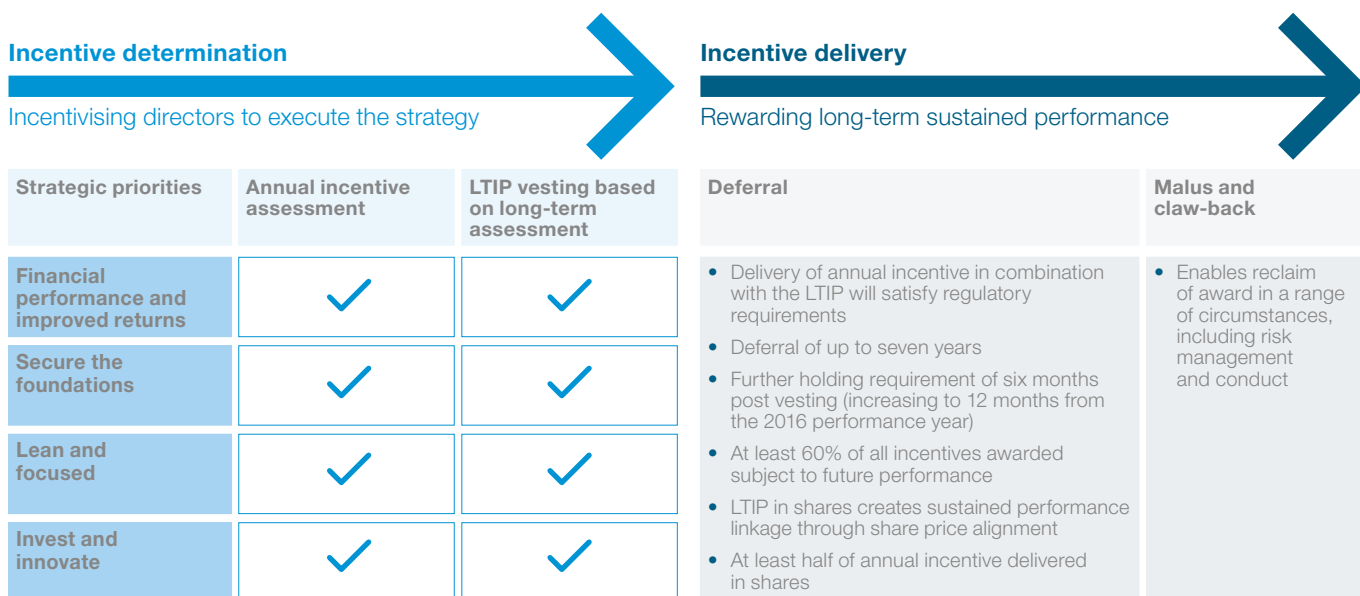 Incentive determination
Incentivising directors to execute the strategy
Strategic priorities
Annual incentive
assessment
LTIP vesting based
on long-term
assessment
Financial
performance and
improved returns
Secure the
foundations
Lean and
focused
Invest and
innovate
Incentive delivery
Rewarding long-term sustained performance
Deferral
• Delivery of annual incentive in combination
with the LTIP will satisfy regulatory
requirements
• Deferral of up to seven years
• Further holding requirement of six months
post vesting (increasing to 12 months from
the 2016 performance year)
• At least 60% of all incentives awarded
subject to future performance
• LTIP in shares creates sustained performance
linkage through share price alignment
• At least half of annual incentive delivered
in shares
Malus and
claw-back
• Enables reclaim
of award in a range
of circumstances,
including risk
management
and conduct